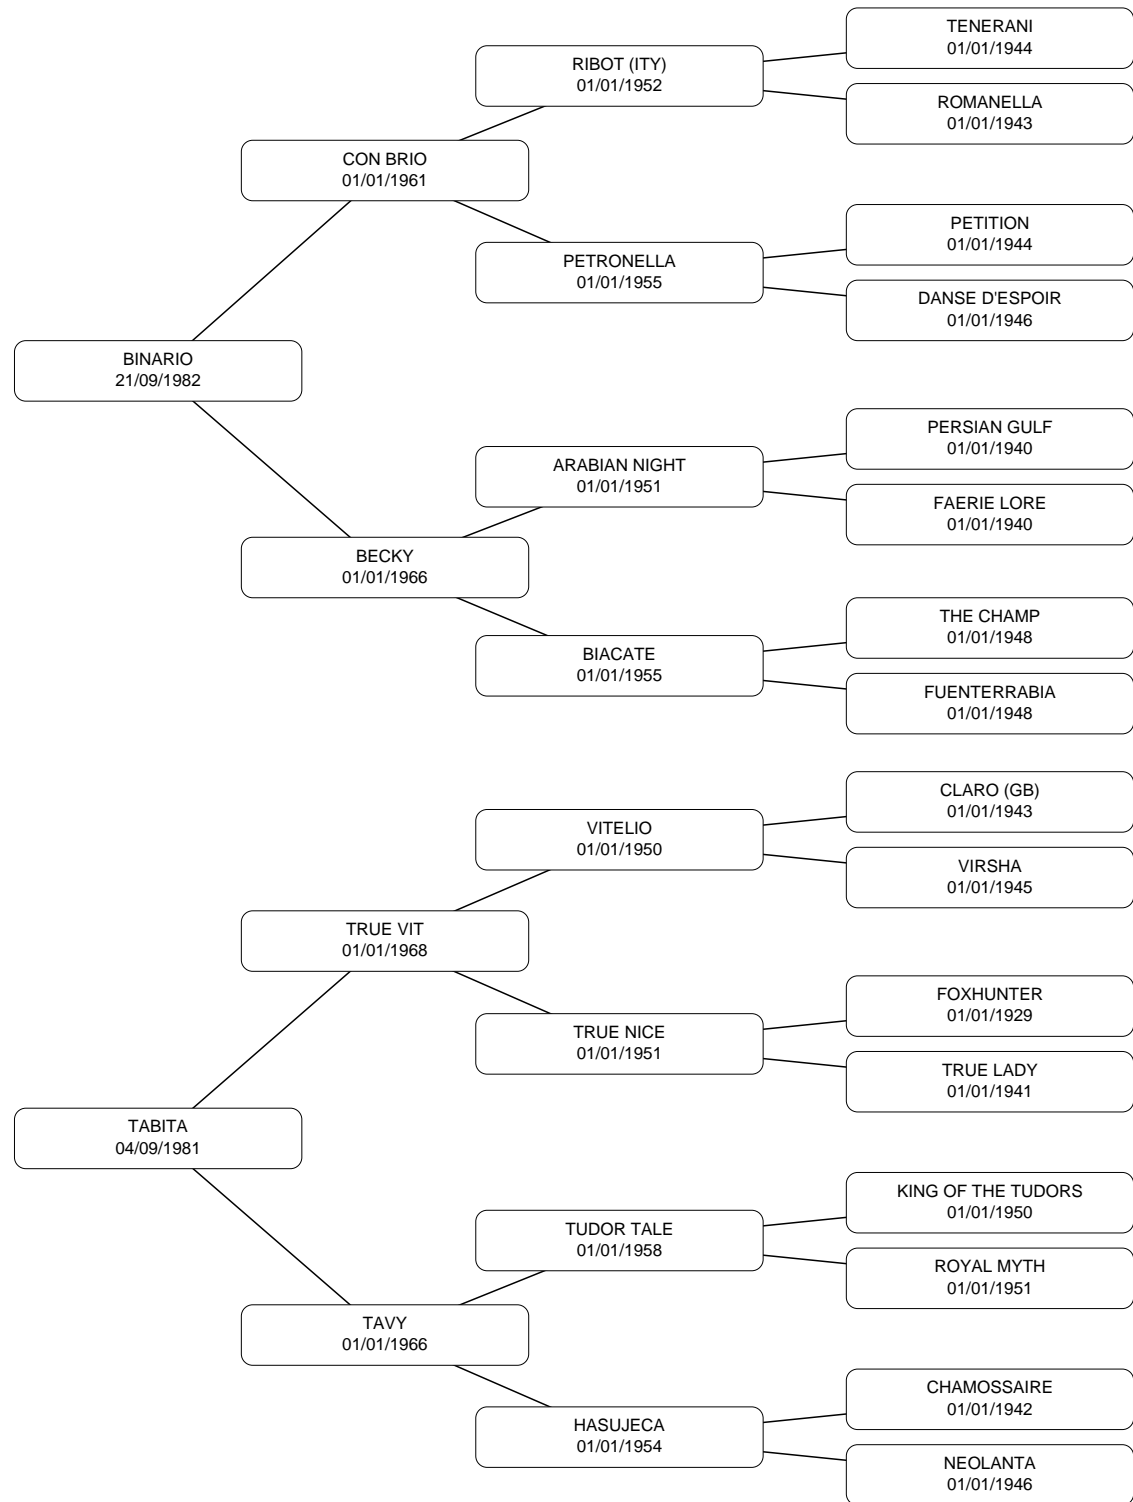 TENERANI
01/01/1944
RIBOT (ITY)
01/01/1952
ROMANELLA
01/01/1943
CON BRIO
01/01/1961
PETITION
01/01/1944
PETRONELLA
01/01/1955
DANSE D'ESPOIR
01/01/1946
BINARIO
21/09/1982
PERSIAN GULF
01/01/1940
ARABIAN NIGHT
01/01/1951
FAERIE LORE
01/01/1940
BECKY
01/01/1966
THE CHAMP
01/01/1948
BIACATE
01/01/1955
FUENTERRABIA
01/01/1948
CLARO (GB)
01/01/1943
VITELIO
01/01/1950
VIRSHA
01/01/1945
TRUE VIT
01/01/1968
FOXHUNTER
01/01/1929
TRUE NICE
01/01/1951
TRUE LADY
01/01/1941
TABITA
04/09/1981
KING OF THE TUDORS
01/01/1950
TUDOR TALE
01/01/1958
ROYAL MYTH
01/01/1951
TAVY
01/01/1966
CHAMOSSAIRE
01/01/1942
HASUJECA
01/01/1954
NEOLANTA
01/01/1946